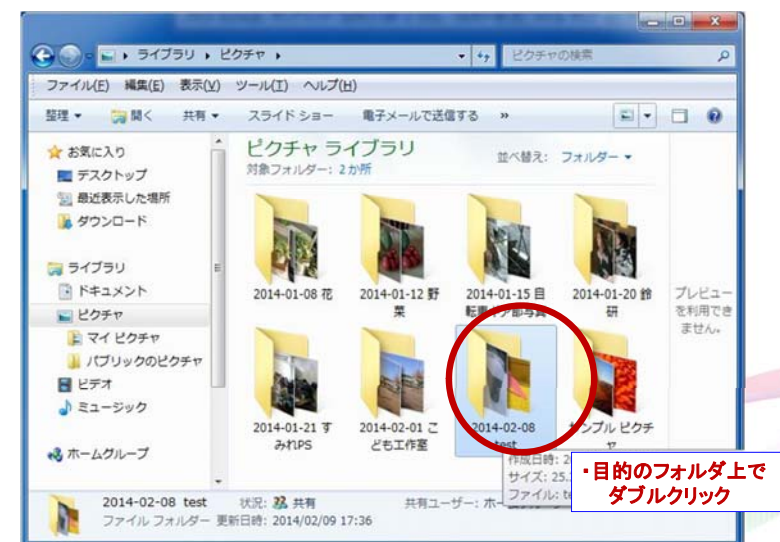 ライブラリ ピクチャ
ピクチャの検索
ファイル(F) 編集(E) 表示(V) ツール(T) ヘルプ(H)
整理 開く 共有 スライド ショー 電子メールで送信する »
お気に入り
デスクトップ
最近表示した場所
ダウンロード
ライブラリ
ドキュメント
ピクチャ
マイ ピクチャ
パブリックのピクチャ
ビデオ
ミュージック
ホームグループ
ピクチャ ライブラリ
対象フォルダー: 2 か所
並べ替え: フォルダー
2014-01-08 花
2014-01-12 野
菜
2014-01-15 自
2014-01-20 鈴
研
2014-01-21 す
みれPS
2014-02-01 こ
ども工作室
2014-02-08
test
サンプル ピクチ
ャ
プレビュー
を利用でき
ません。
作成日時: 2
サイズ: 25.
ファイル: te
・目的のフォルダ上で
ダブルクリック
2014-02-08 test 状況: 共有 共有ユーザー: ホ
ファイル フォルダー 更新日時: 2014/02/09 17:36